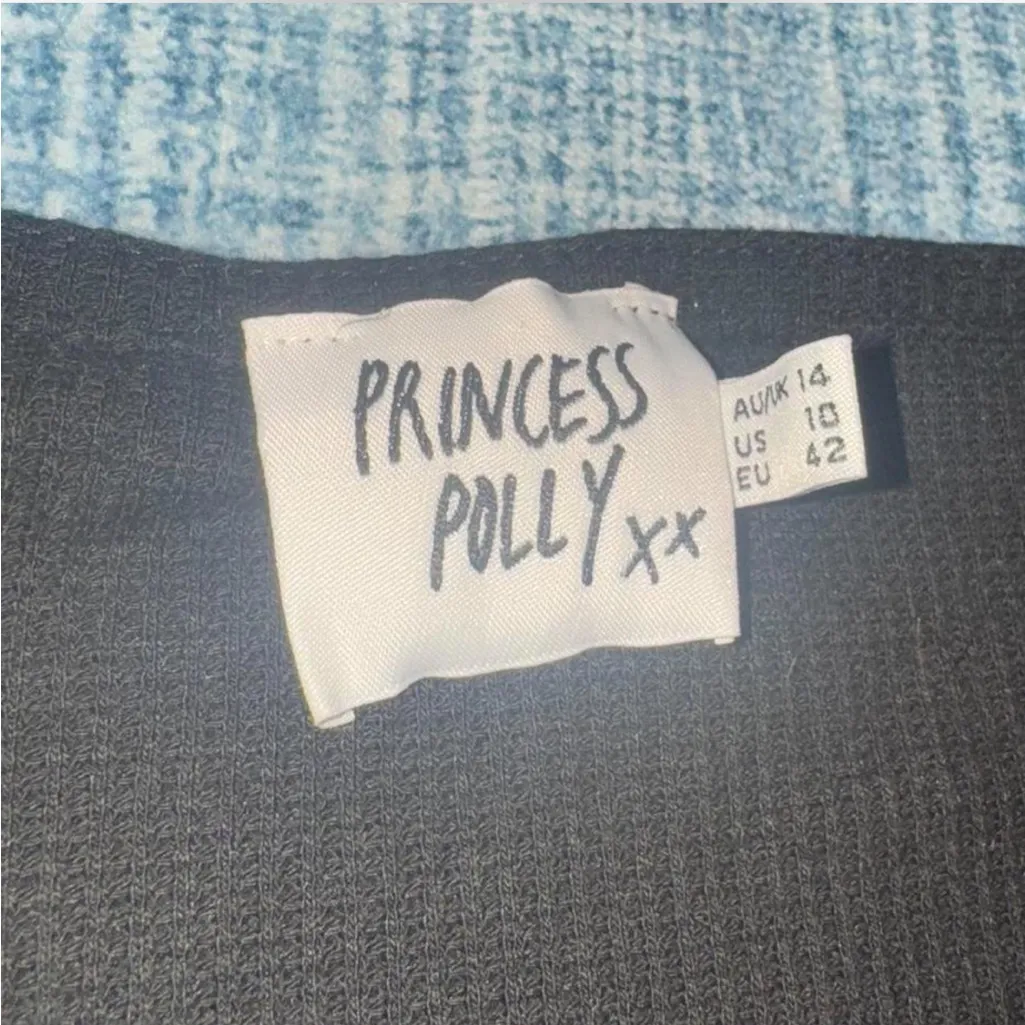 PRINCESS
POLLY xx
AU/UK 14
US 10
EU 42